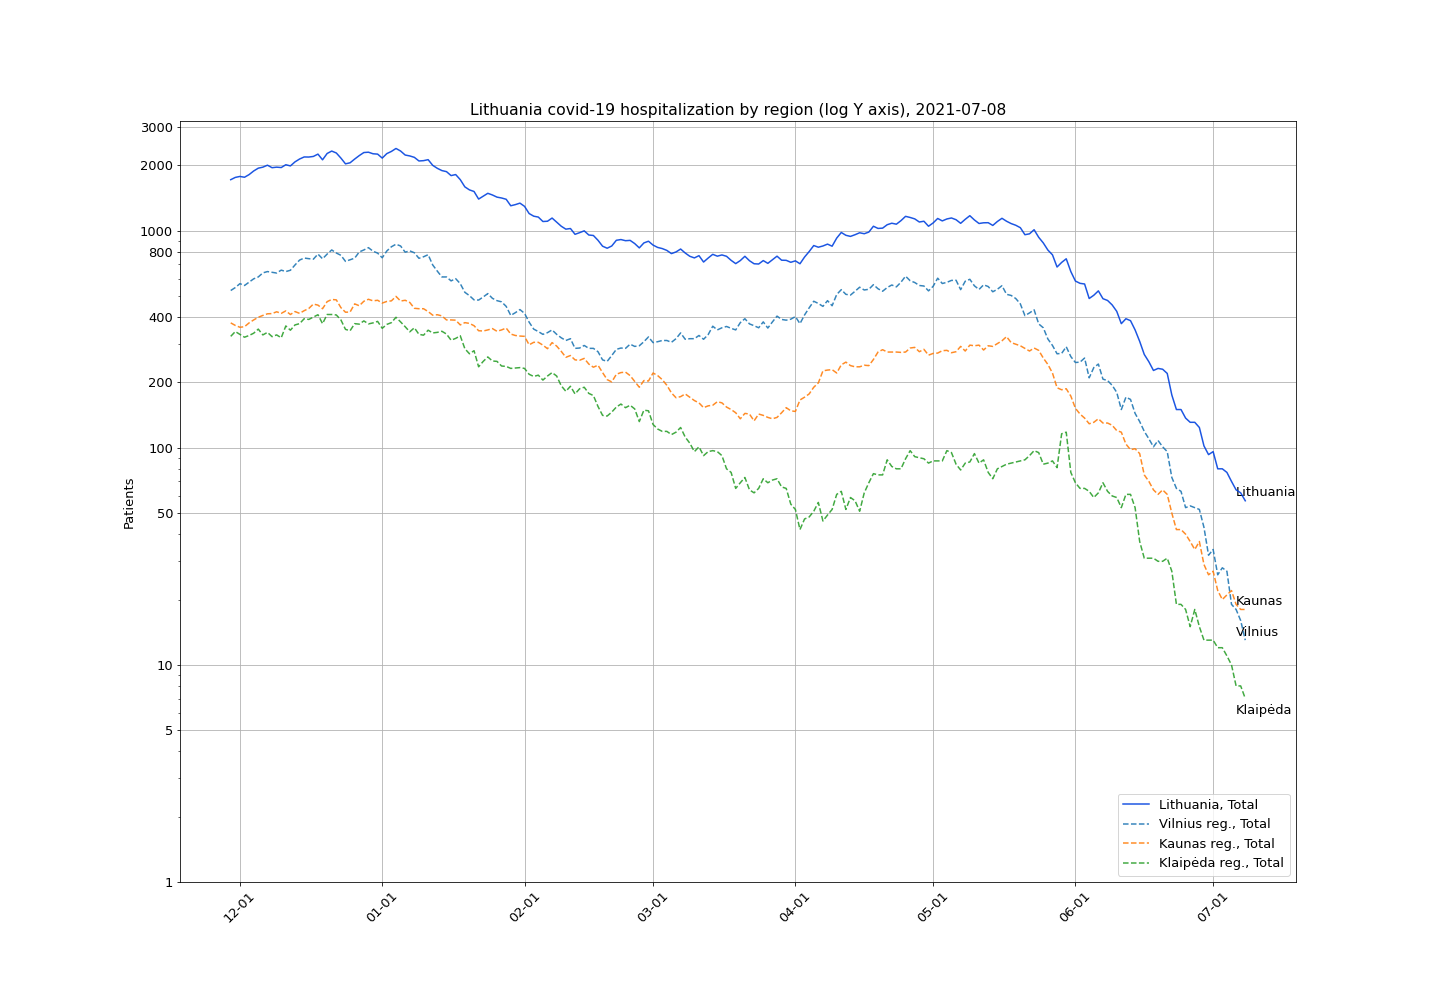 Lithuania covid-19 hospitalization by region (log Y axis), 2021-07-08
3000
2000
1000
800
400
200
100
50
10
5
1
Patients
Lithuania
Kaunas
Vilnius
Klaipėda
Lithuania, Total
Vilnius reg., Total
Kaunas reg., Total
Klaipėda reg., Total
12-01
01-01
02-01
03-01
04-01
05-01
06-01
07-01